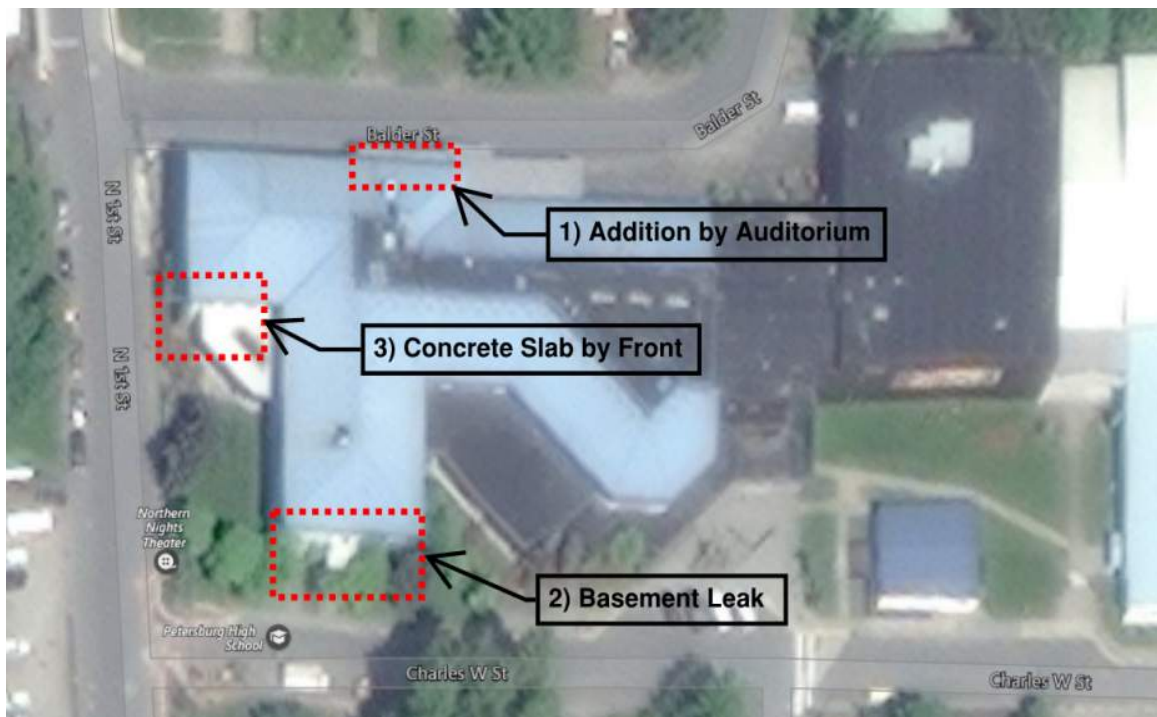 Balder St
Balder St
N 1st St
1) Addition by Auditorium
3) Concrete Slab by Front
N 1st St
Northern
Nights
Theater
2) Basement Leak
Petersburg High
School
Charles W St
Charles W St